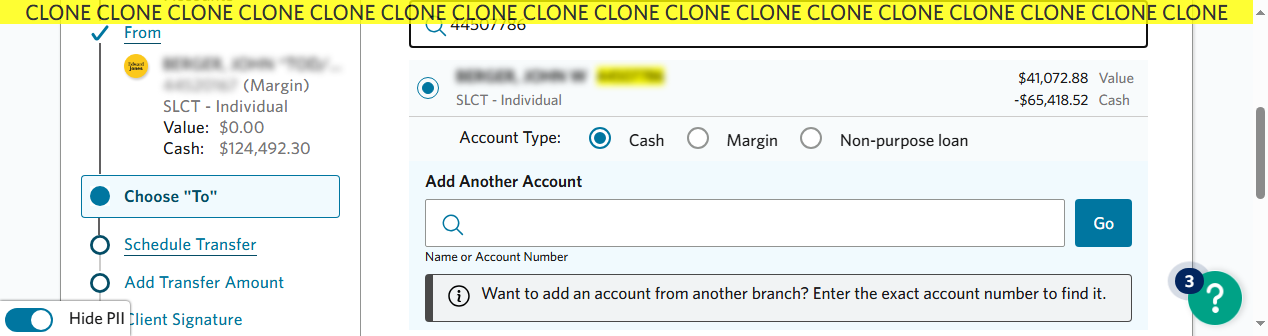 CLONE CLONE CLONE CLONE CLONE CLONE CLONE CLONE CLONE CLONE CLONE CLONE CLONE CLONE CLONE CLONE CLONE
From
(Margin)
SLCT - Individual
Value: $0.00
Cash: $124,492.30
Choose "To"
Schedule Transfer
Add Transfer Amount
Client Signature
Hide PII
44507786
$41,072.88 Value
SLCT - Individual
-$65,418.52 Cash
Account Type: Cash Margin Non-purpose loan
Add Another Account
Go
Name or Account Number
Want to add an account from another branch? Enter the exact account number to find it.
3
?